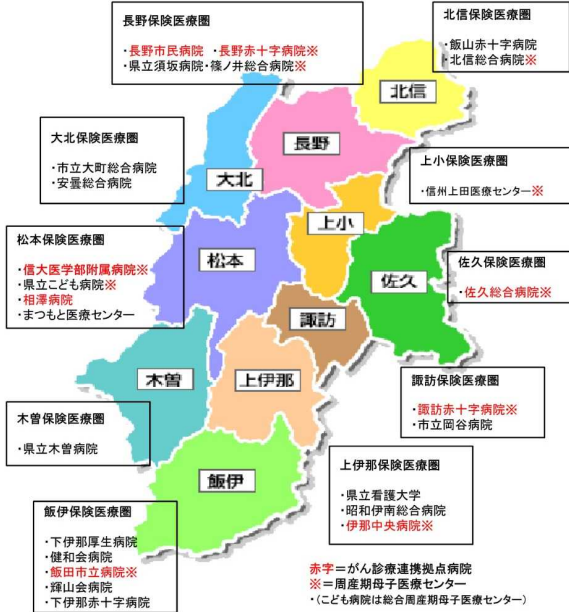 長野保険医療圏
・長野市民病院 ・長野赤十字病院※
・県立須坂病院・篠ノ井総合病院※
北信保険医療圏
・飯山赤十字病院
・北信総合病院※
北信
長野
大北保険医療圏
・市立大町総合病院
・安曇総合病院
大北
上小保険医療圏
・信州上田医療センター※
上小
松本保険医療圏
・信大医学部附属病院※
・県立こども病院※
・相澤病院
・まつもと医療センター
松本
佐久
佐久保険医療圏
・佐久総合病院※
諏訪
木曽
上伊那
諏訪保険医療圏
・諏訪赤十字病院※
・市立岡谷病院
木曽保険医療圏
・県立木曽病院
飯伊
上伊那保険医療圏
・県立看護大学
・昭和伊南総合病院
・伊那中央病院※
飯伊保険医療圏
・下伊那厚生病院
・健和会病院
・飯田市立病院※
・輝山会病院
・下伊那赤十字病院
赤字=がん診療連携拠点病院
※=周産期母子医療センター
・(こども病院は総合周産期センター)